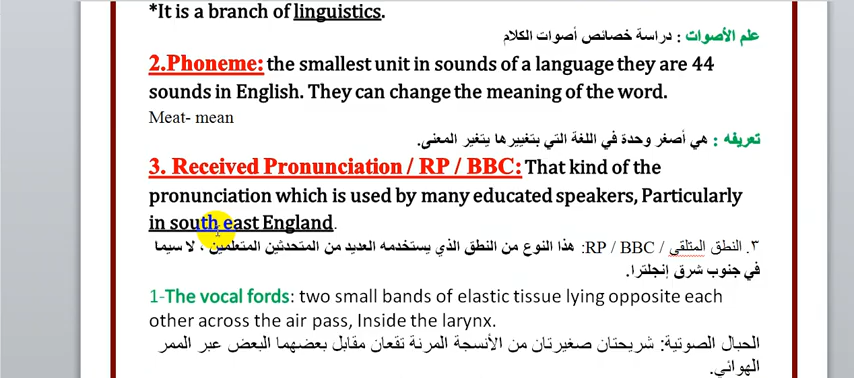 *It is a branch of linguistics.
علم الأصوات : دراسة خصائص أصوات الكلام
2.Phoneme: the smallest unit in sounds of a language they are 44
sounds in English. They can change the meaning of the word.
Meat- mean
تعريفه : هي أصغر وحدة في اللغة التي بتغييرها يتغير المعنى.
3. Received Pronunciation / RP / BBC: That kind of the
pronunciation which is used by many educated speakers, Particularly
in south east England.
٣. النطق المتلقي / RP / BBC: هذا النوع من النطق الذي يستخدمه العديد من المتحدثين المتعلمين ، لا سيما
في جنوب شرق إنجلترا.
1-The vocal fords: two small bands of elastic tissue lying opposite each
other across the air pass, Inside the larynx.
الحبال الصوتية: شريحتان صغيرتان من الأنسجة المرنة تقعان مقابل بعضهما البعض عبر الممر
الهوائي.